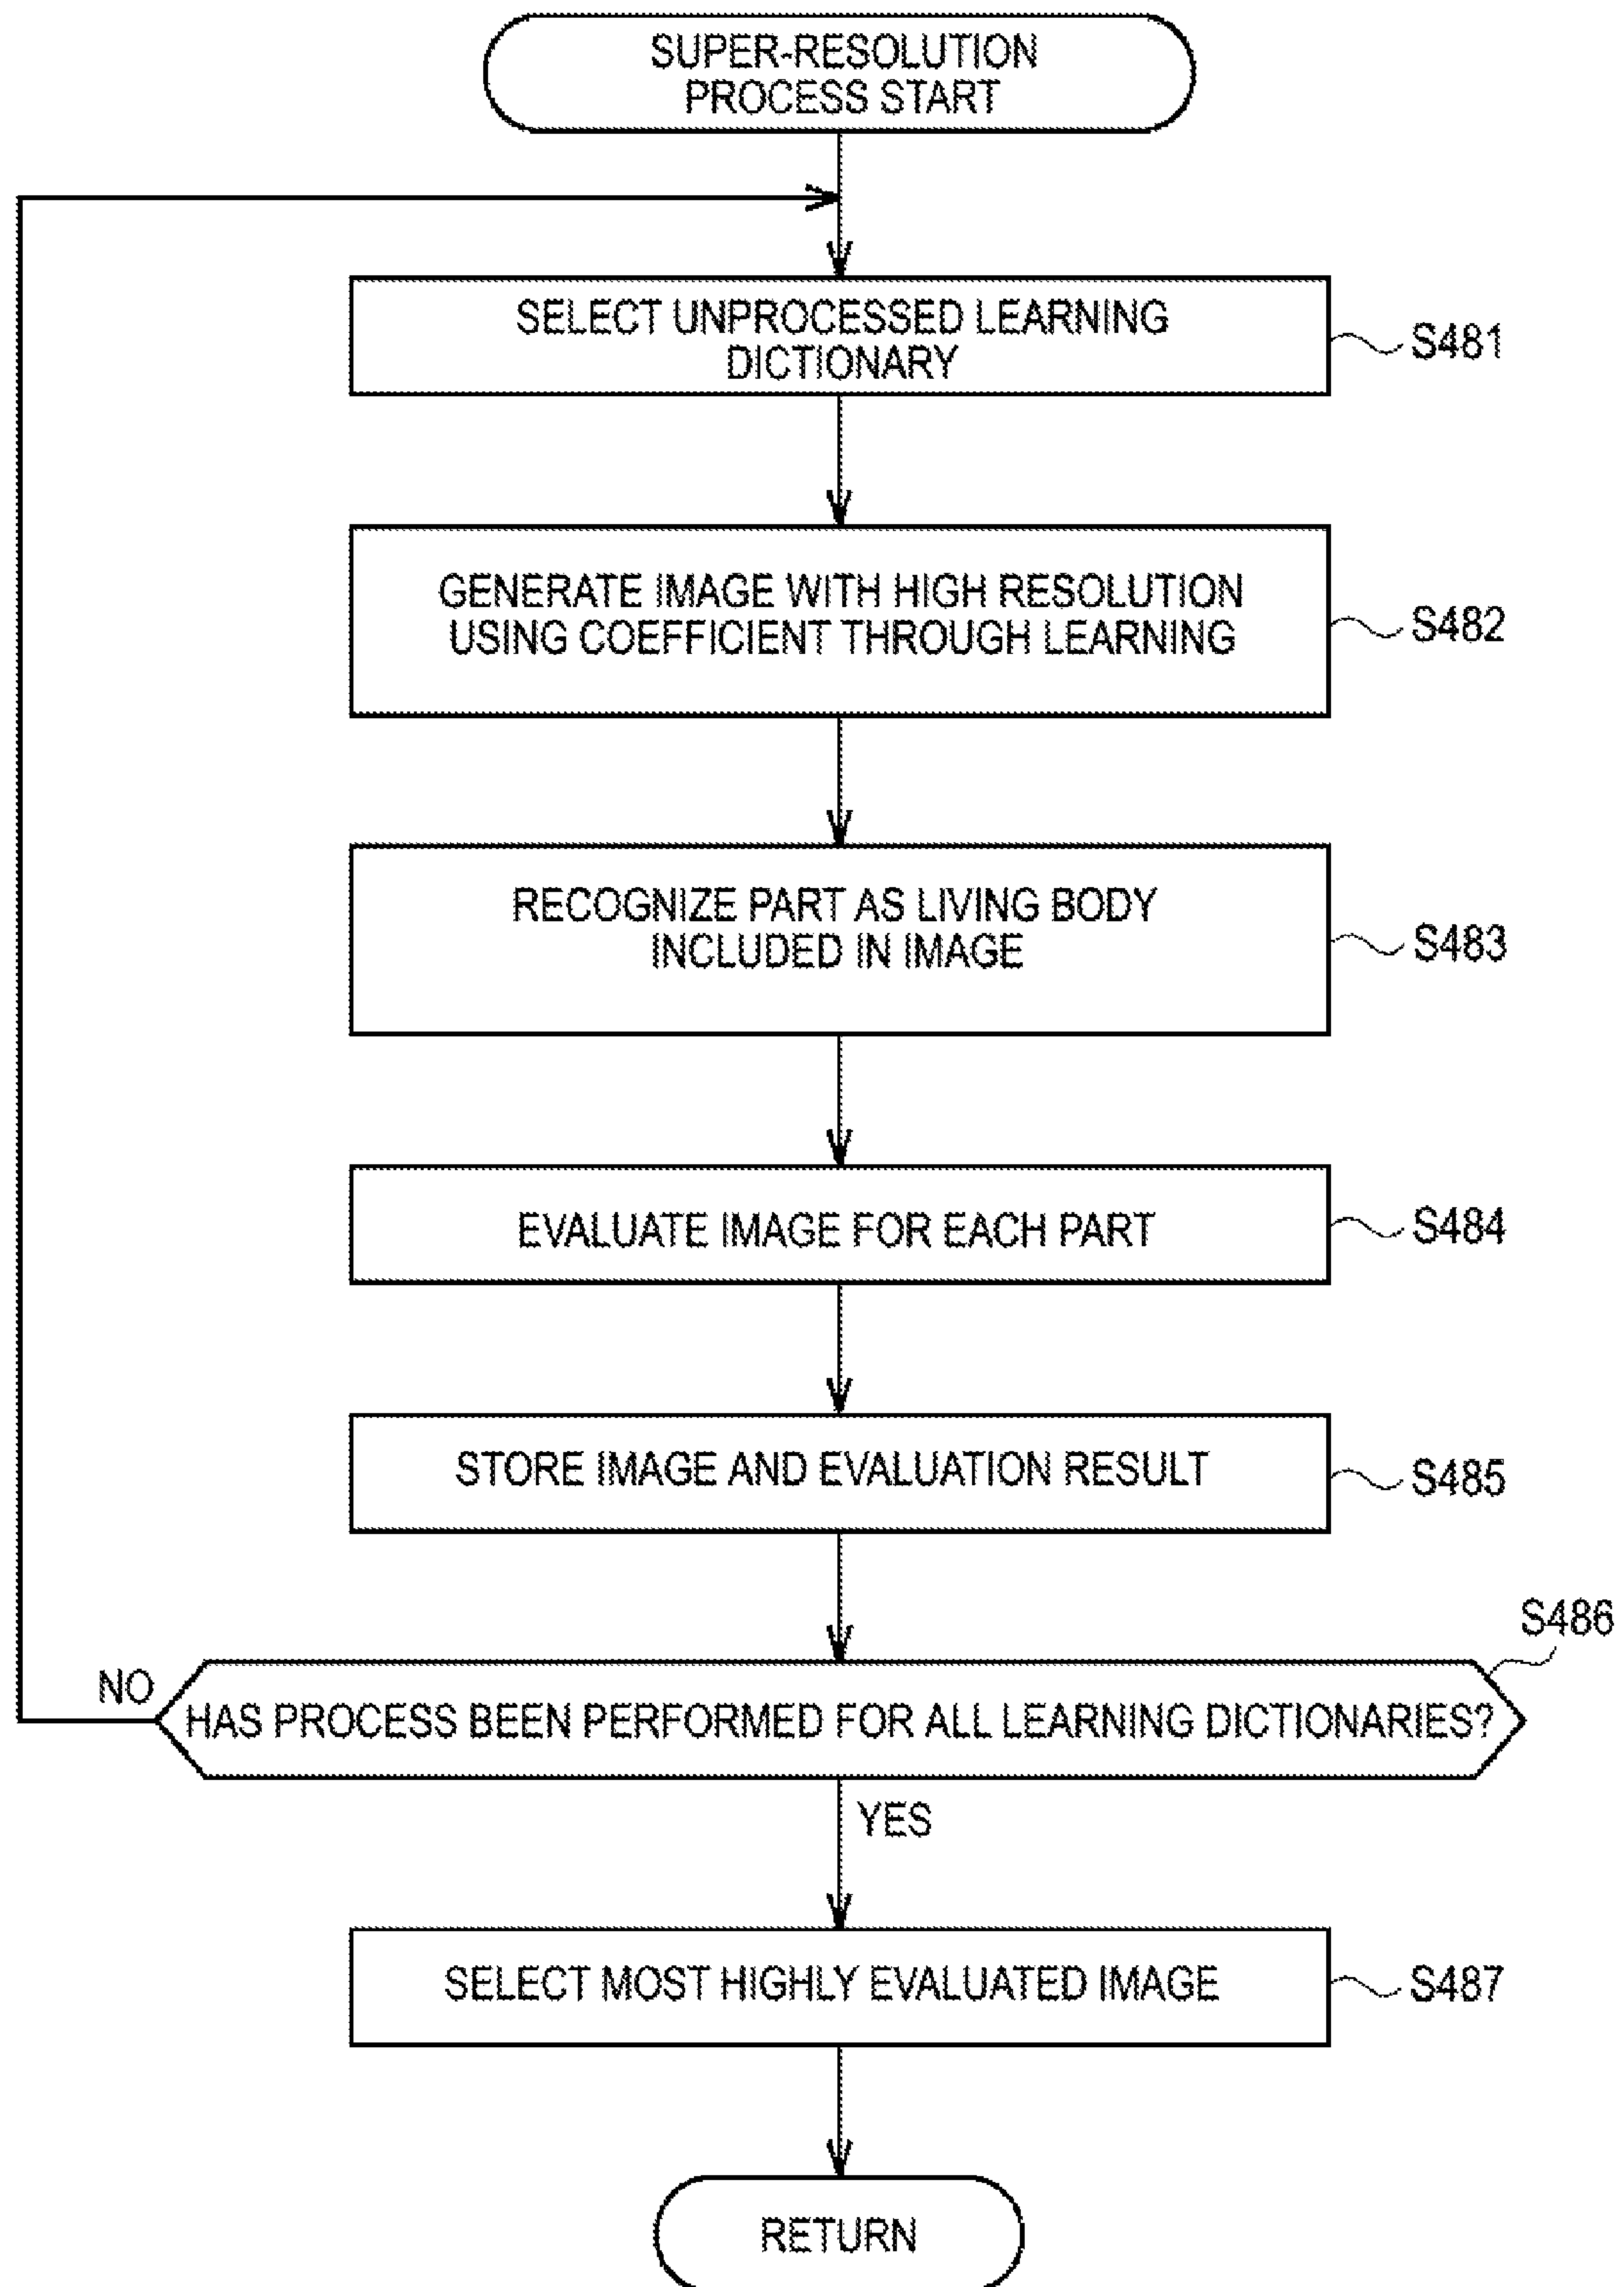 SUPER-RESOLUTION
PROCESS START
SELECT UNPROCESSED LEARNING
DICTIONARY
S481
GENERATE IMAGE WITH HIGH RESOLUTION
USING COEFFICIENT THROUGH LEARNING
S482
RECOGNIZE PART AS LIVING BODY
INCLUDED IN IMAGE
S483
EVALUATE IMAGE FOR EACH PART
S484
STORE IMAGE AND EVALUATION RESULT
S485
S486
NO
HAS PROCESS BEEN PERFORMED FOR ALL LEARNING DICTIONARIES?
YES
SELECT MOST HIGHLY EVALUATED IMAGE
S487
RETURN